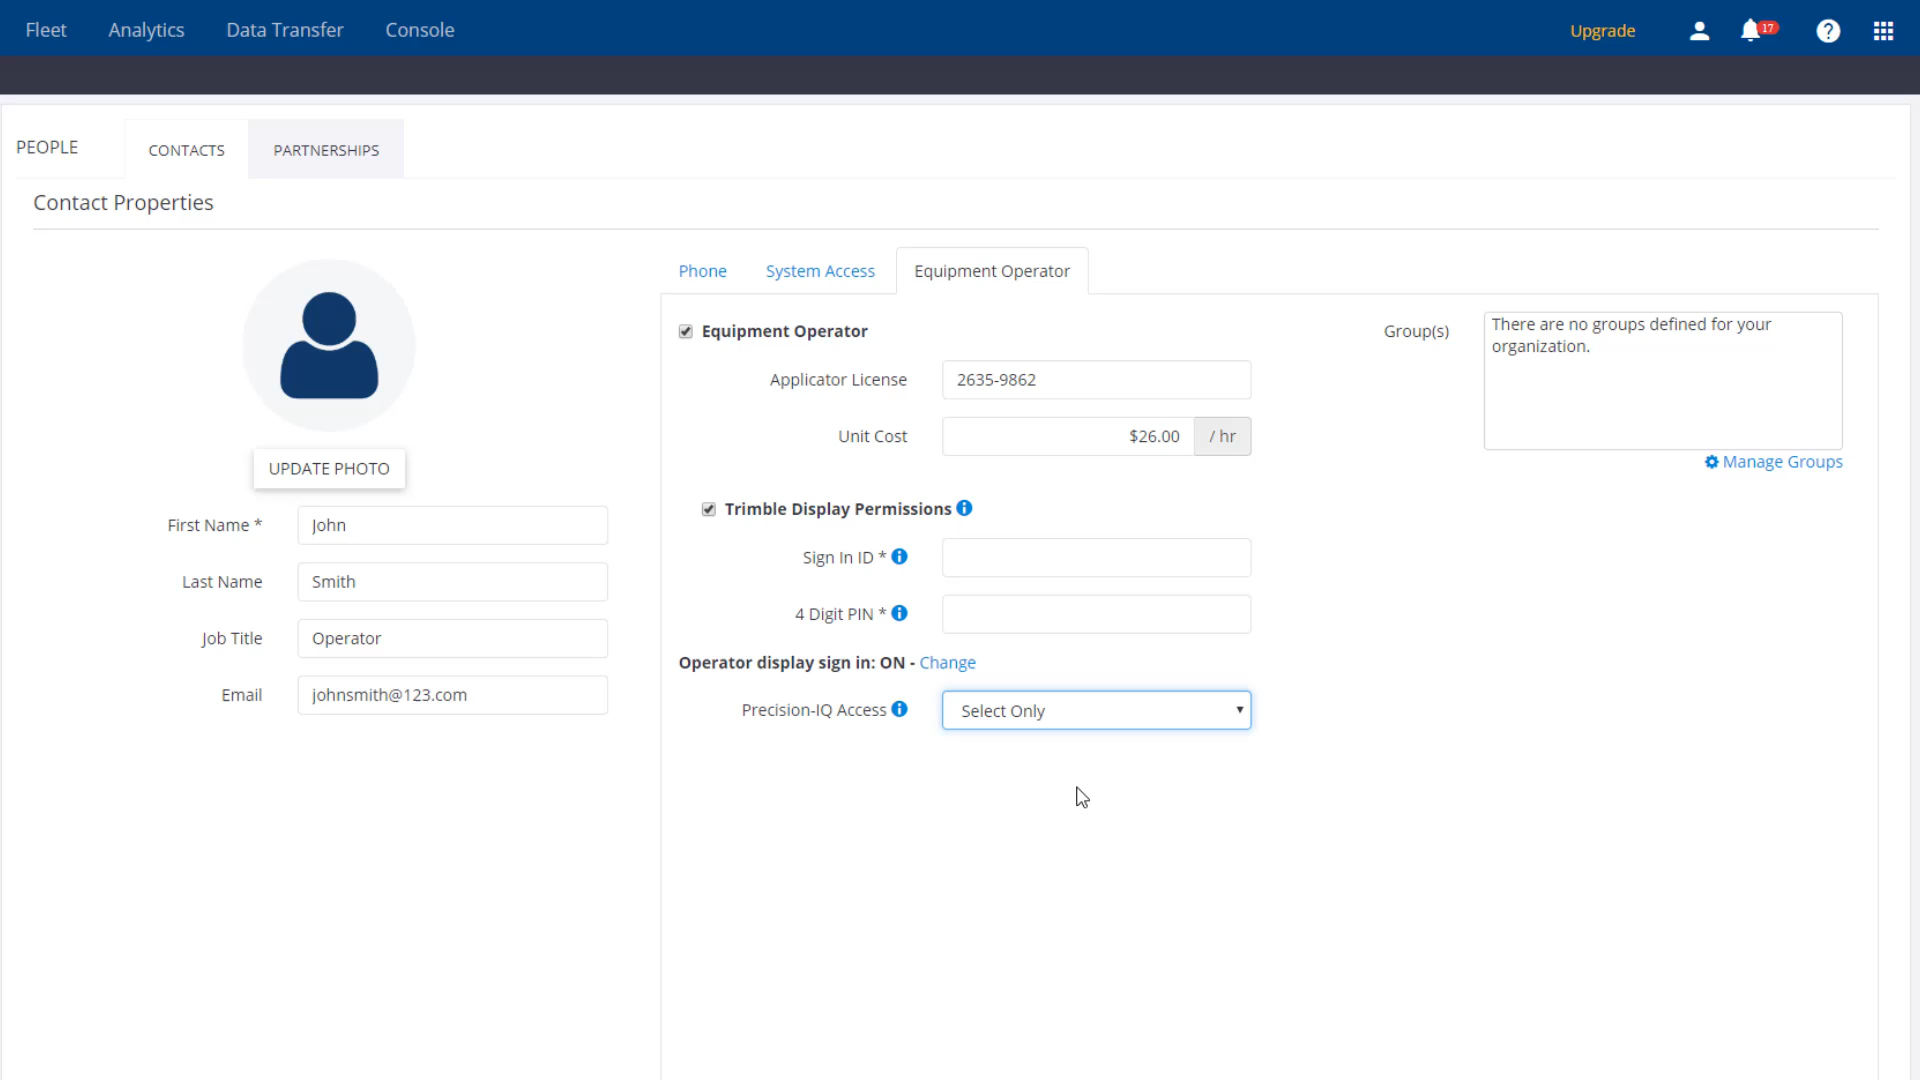 Fleet Analytics Data Transfer Console Upgrade 17 ?
PEOPLE CONTACTS PARTNERSHIPS
Contact Properties
Phone System Access Equipment Operator
UPDATE PHOTO
First Name * John
Last Name Smith
Job Title Operator
Email johnsmith@123.com
Equipment Operator
Applicator License 2635-9862
Unit Cost $26.00 / hr
Trimble Display Permissions i
Sign In ID * i
4 Digit PIN * i
Operator display sign in: ON - Change
Precision-IQ Access i Select Only
Group(s) There are no groups defined for your
organization.
Manage Groups